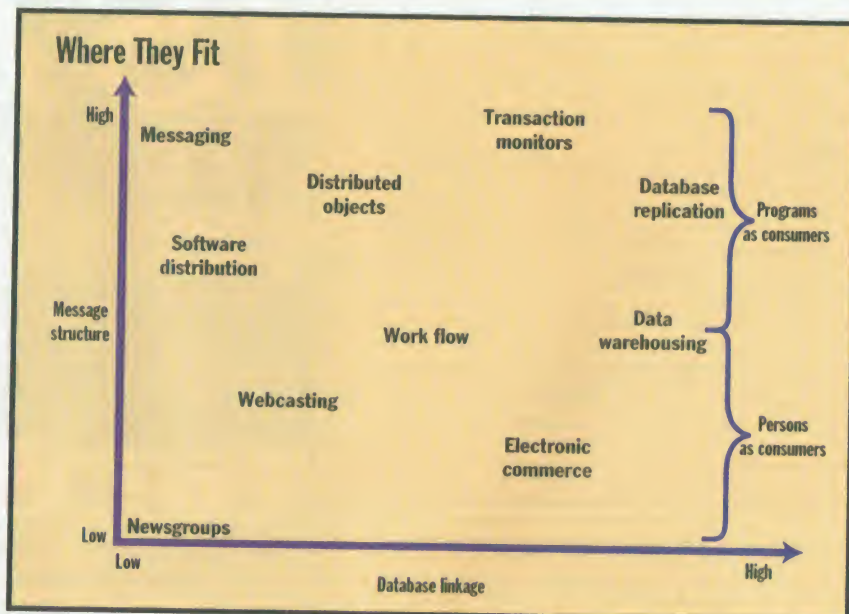 Where They Fit
High
Messaging
Transaction
monitors
Distributed
objects
Database
replication
Programs
as consumers
Software
distribution
Message
structure
Work flow
Data
warehousing
Webcasting
Persons
as consumers
Electronic
commerce
Newsgroups
Low
Low
High
Database linkage